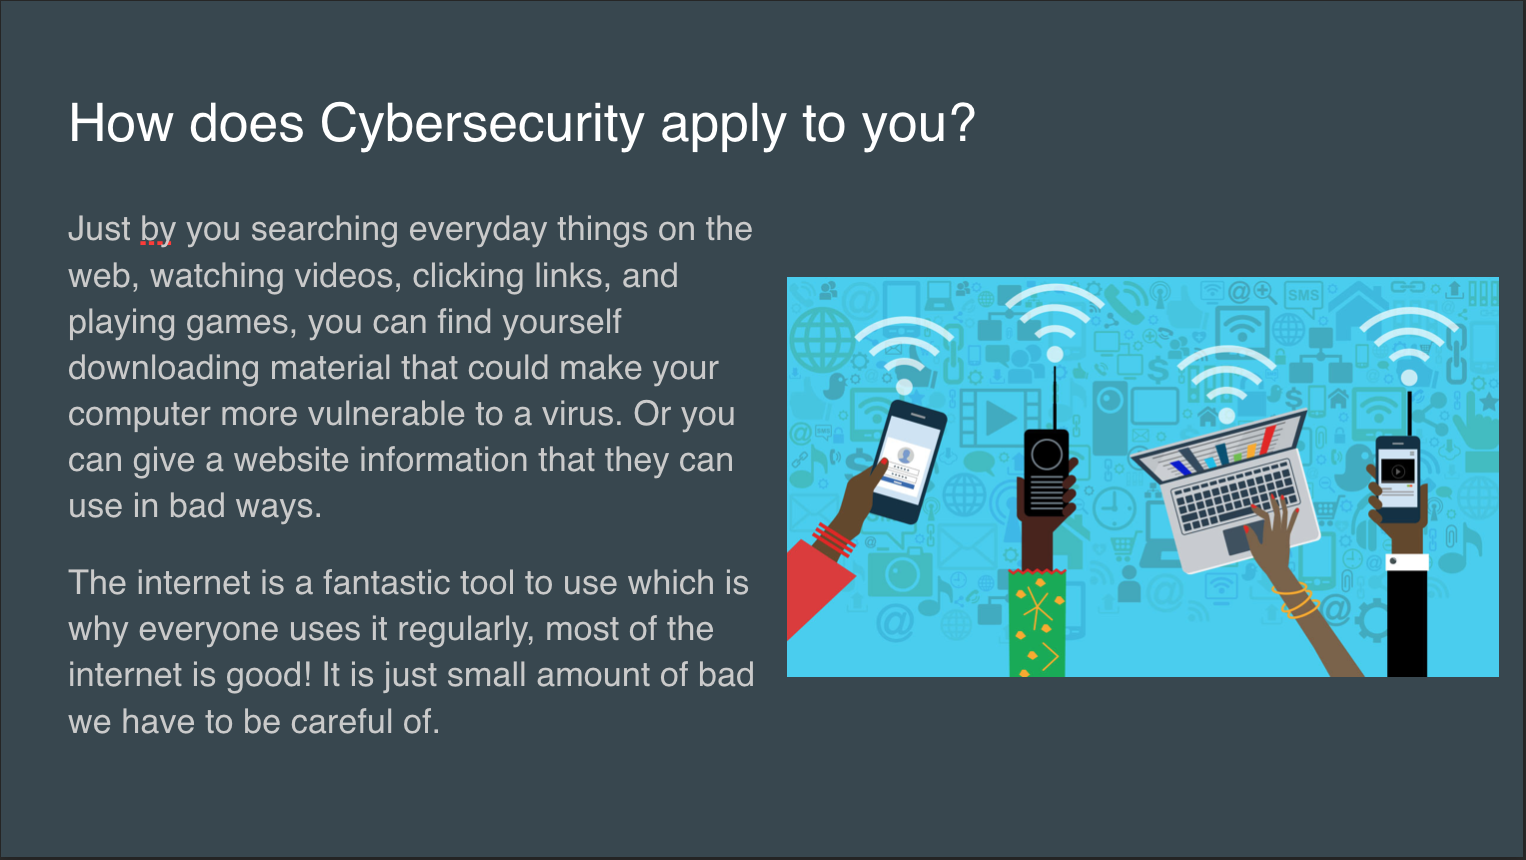 How does Cybersecurity apply to you?
Just by you searching everyday things on the
web, watching videos, clicking links, and
playing games, you can find yourself
downloading material that could make your
computer more vulnerable to a virus. Or you
can give a website information that they can
use in bad ways.
The internet is a fantastic tool to use which is
why everyone uses it regularly, most of the
internet is good! It is just small amount of bad
we have to be careful of.
SMS